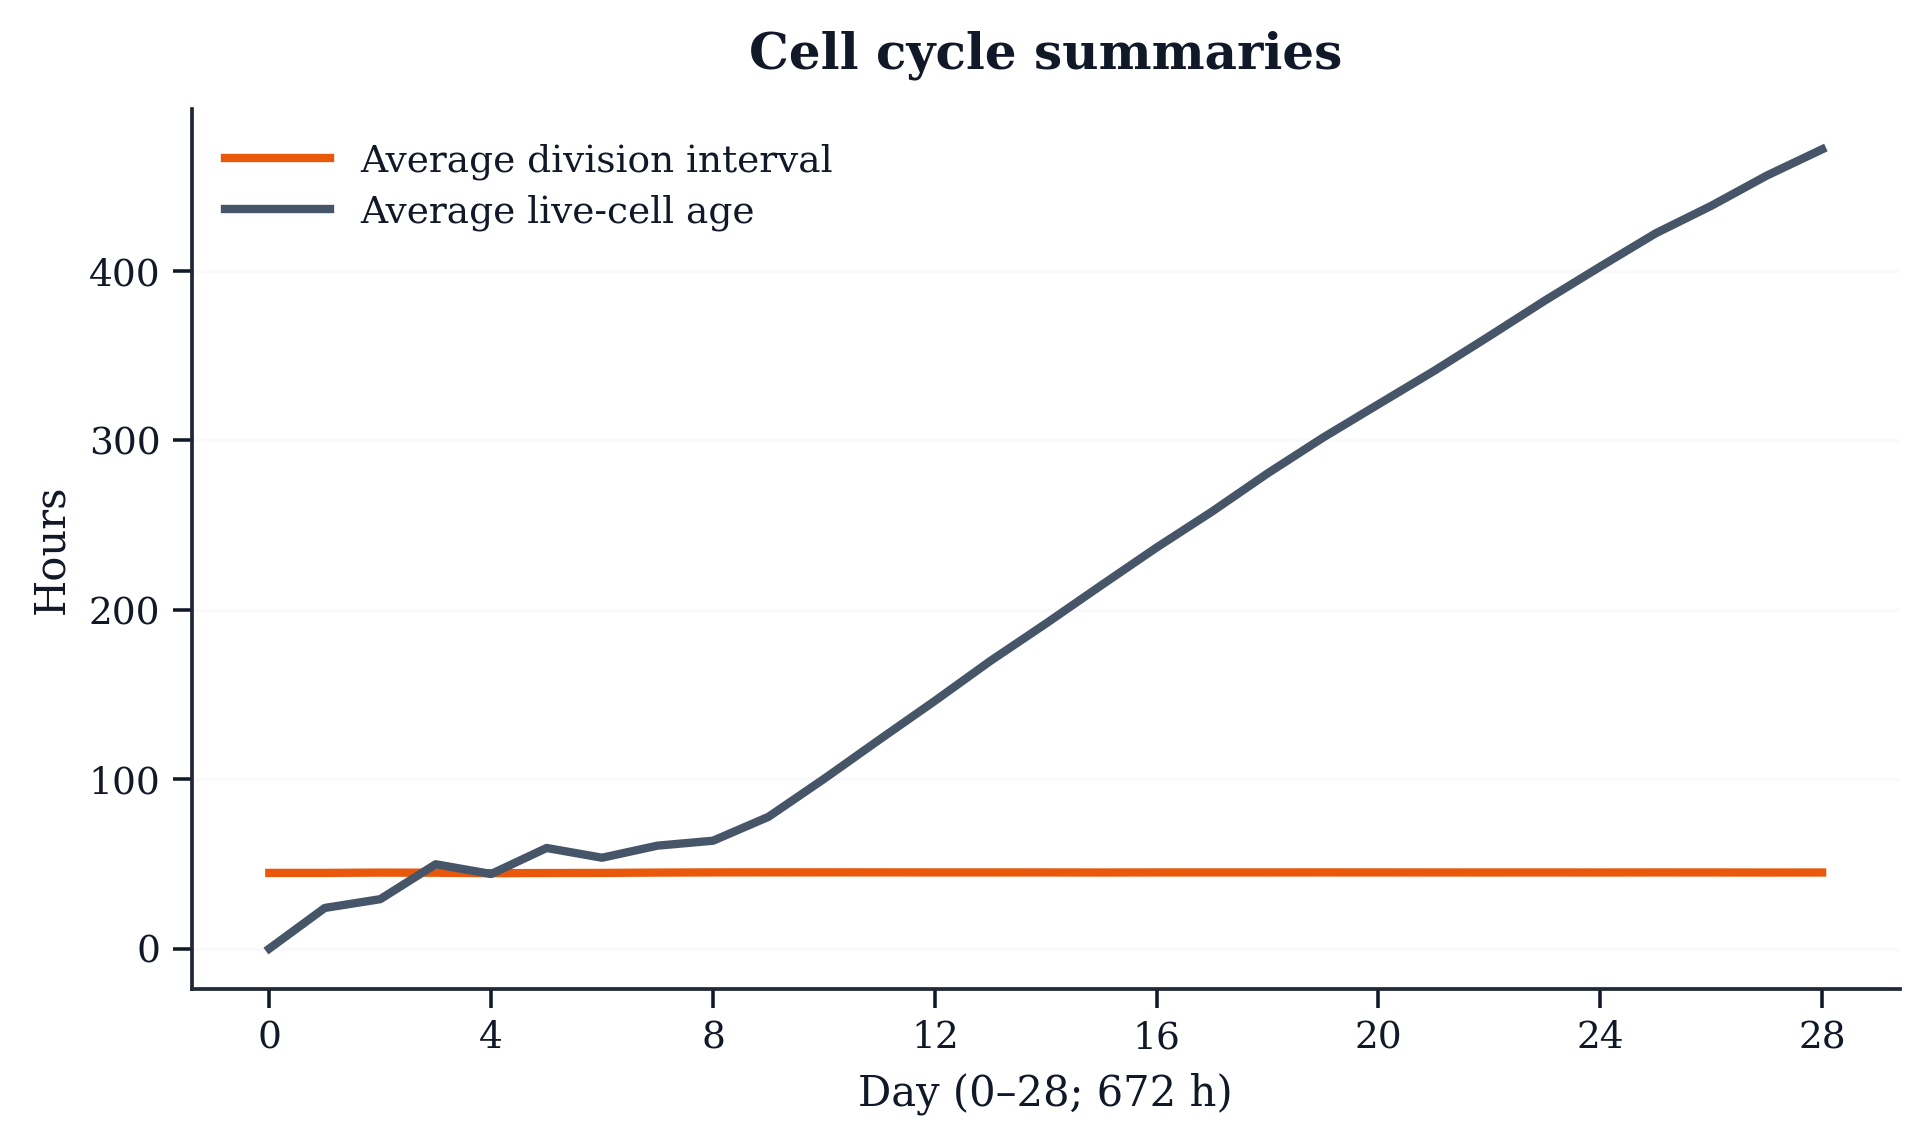 Cell cycle summaries
Average division interval
Average live-cell age
Hours
400
300
200
100
0
0 4 8 12 16 20 24 28
Day (0–28; 672 h)